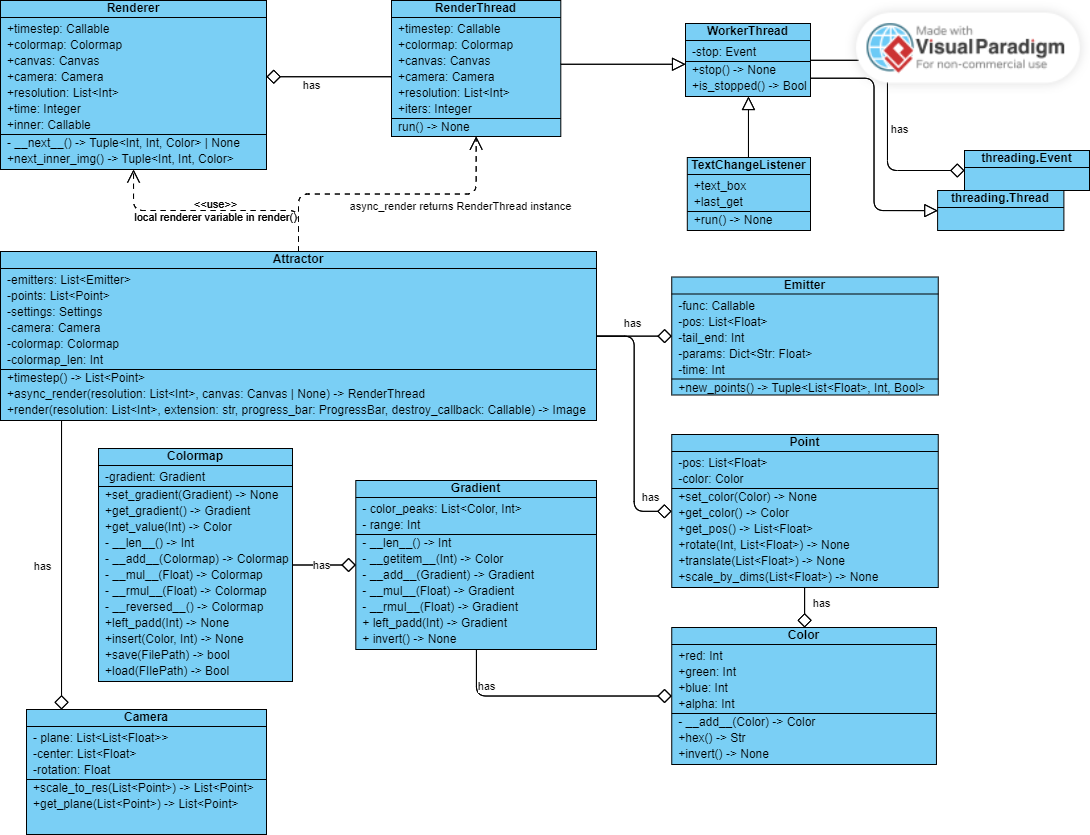 Renderer
+timestep: Callable
+colormap: Colormap
+canvas: Canvas
+camera: Camera
+resolution: List<Int>
+time: Integer
+inner: Callable
- __next__() -> Tuple<Int, Int, Color> | None
+next_inner_img() -> Tuple<Int, Int, Color>
has
RenderThread
+timestep: Callable
+colormap: Colormap
+canvas: Canvas
+camera: Camera
+resolution: List<Int>
+iters: Integer
run() -> None
WorkerThread
-stop: Event
+stop() -> None
+is_stopped() -> Bool
Made with
Visual Paradigm
For non-commercial use
has
TextChangeListener
+text_box
+last_get
+run() -> None
threading.Event
threading.Thread
<<use>>
local renderer variable in render()
async_render returns RenderThread instance
Attractor
-emitters: List<Emitter>
-points: List<Point>
-settings: Settings
-camera: Camera
-colormap: Colormap
-colormap_len: Int
+timestep() -> List<Point>
+async_render(resolution: List<Int>, canvas: Canvas | None) -> RenderThread
+render(resolution: List<Int>, extension: str, progress_bar: ProgressBar, destroy_callback: Callable) -> Image
has
Emitter
-func: Callable
-pos: List<Float>
-tail_end: Int
-params: Dict<Str: Float>
-time: Int
+new_points() -> Tuple<List<Float>, Int, Bool>
has
Point
-pos: List<Float>
-color: Color
+set_color(Color) -> None
+get_color() -> Color
+get_pos() -> List<Float>
+rotate(Int, List<Float>) -> None
+translate(List<Float>) -> None
+scale_by_dims(List<Float>) -> None
has
Colormap
-gradient: Gradient
+set_gradient(Gradient) -> None
+get_gradient() -> Gradient
+get_value(Int) -> Color
- __len__() -> Int
- __add__(Colormap) -> Colormap
- __mul__(Float) -> Colormap
- __rmul__(Float) -> Colormap
- __reversed__() -> Colormap
+left_padd(Int) -> None
+insert(Color, Int) -> None
+save(FilePath) -> bool
+load(FIlePath) -> Bool
has
Gradient
- color_peaks: List<Color, Int>
- range: Int
- __len__() -> Int
- __getitem__(Int) -> Color
- __add__(Gradient) -> Gradient
- __mul__(Float) -> Gradient
- __rmul__(Float) -> Gradient
+ left_padd(Int) -> Gradient
+ invert() -> None
has
has
Color
+red: Int
+green: Int
+blue: Int
+alpha: Int
- __add__(Color) -> Color
+hex() -> Str
+invert() -> None
Camera
- plane: List<List<Float>>
-center: List<Float>
-rotation: Float
+scale_to_res(List<Point>) -> List<Point>
+get_plane(List<Point>) -> List<Point>